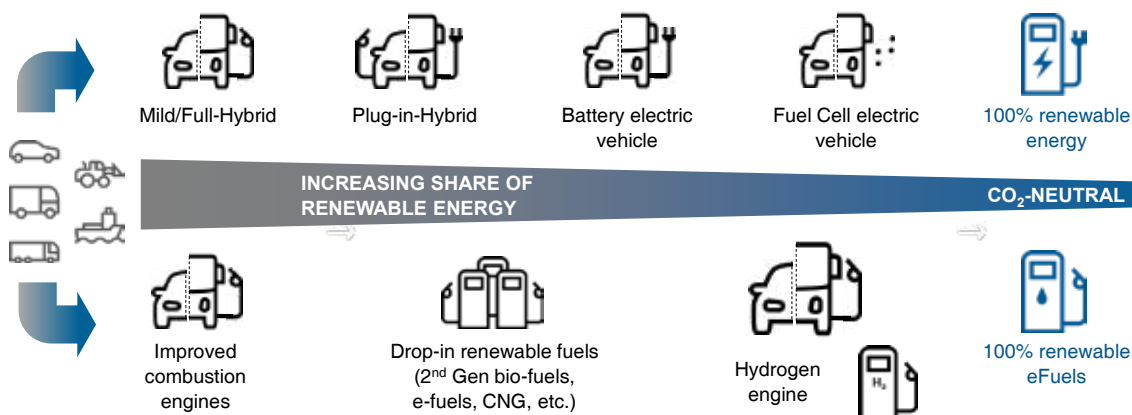 Mild/Full-Hybrid
Plug-in-Hybrid
Battery electric
vehicle
Fuel Cell electric
vehicle
100% renewable
energy
INCREASING SHARE OF
RENEWABLE ENERGY
CO₂-NEUTRAL
Improved
combustion
engines
Drop-in renewable fuels
(2ⁿᵈ Gen bio-fuels,
e-fuels, CNG, etc.)
Hydrogen
engine
H₂
100% renewable
eFuels